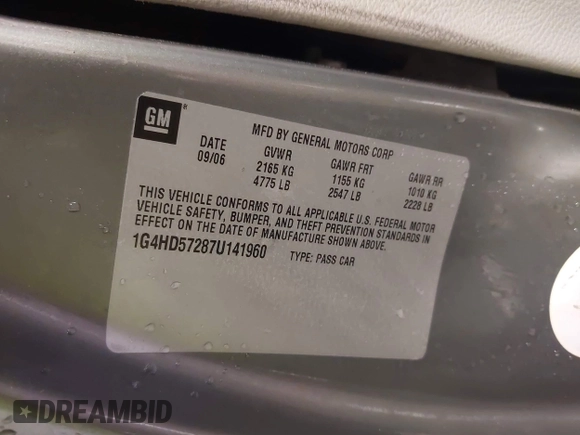 GM
®
MFD BY GENERAL MOTORS CORP
DATE GVWR GAWR FRT GAWR RR
09/06 2165 KG 1155 KG 1010 KG
4775 LB 2547 LB 2228 LB
THIS VEHICLE CONFORMS TO ALL APPLICABLE U.S. FEDERAL MOTOR
VEHICLE SAFETY, BUMPER, AND THEFT PREVENTION STANDARDS IN
EFFECT ON THE DATE OF MANUFACTURE SHOWN ABOVE.
1G4HD57287U141960 TYPE: PASS CAR
DREAMBID